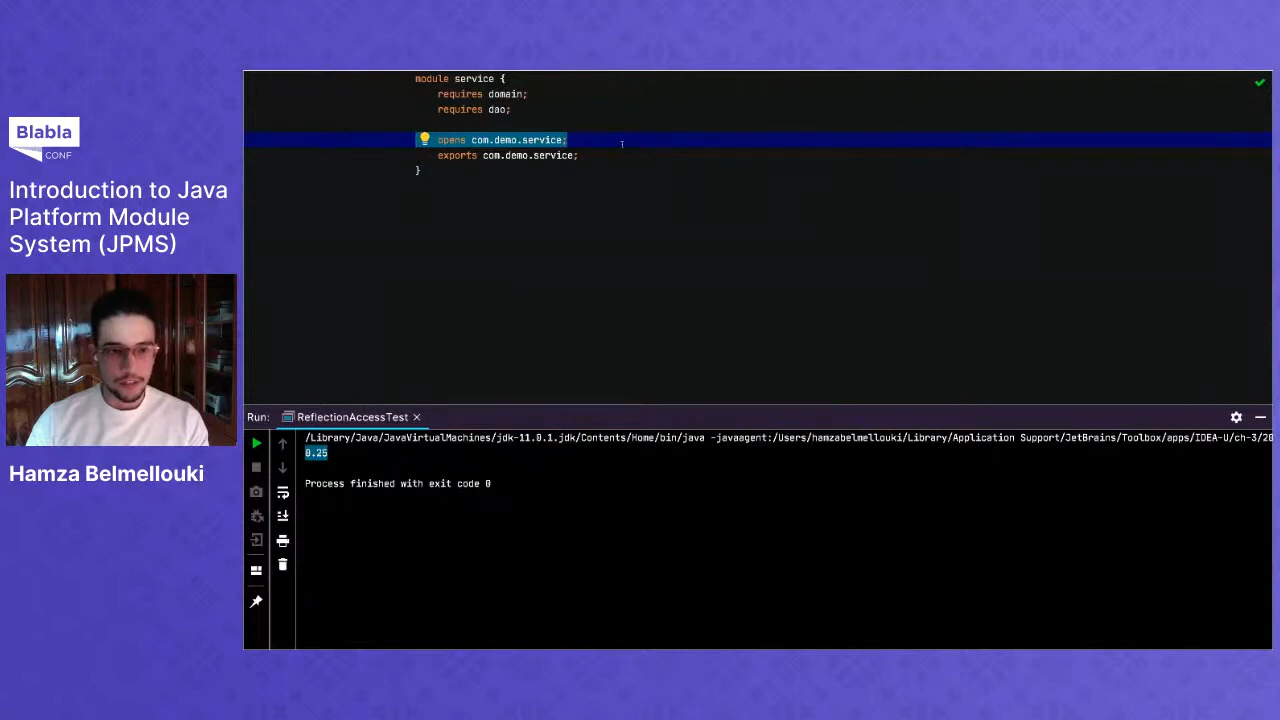 Blabla
CONF
Introduction to Java
Platform Module
System (JPMS)
Hamza Belmellouki
module service {
requires domain;
requires dao;
opens com.demo.service;
exports com.demo.service;
}
Run: ReflectionAccessTest
/Library/Java/JavaVirtualMachines/jdk-11.0.1.jdk/Contents/Home/bin/java -javaagent:/Users/hamzabelmellouki/Library/Application Support/JetBrains/Toolbox/apps/IDEA-U/ch-3/20
0.25
Process finished with exit code 0